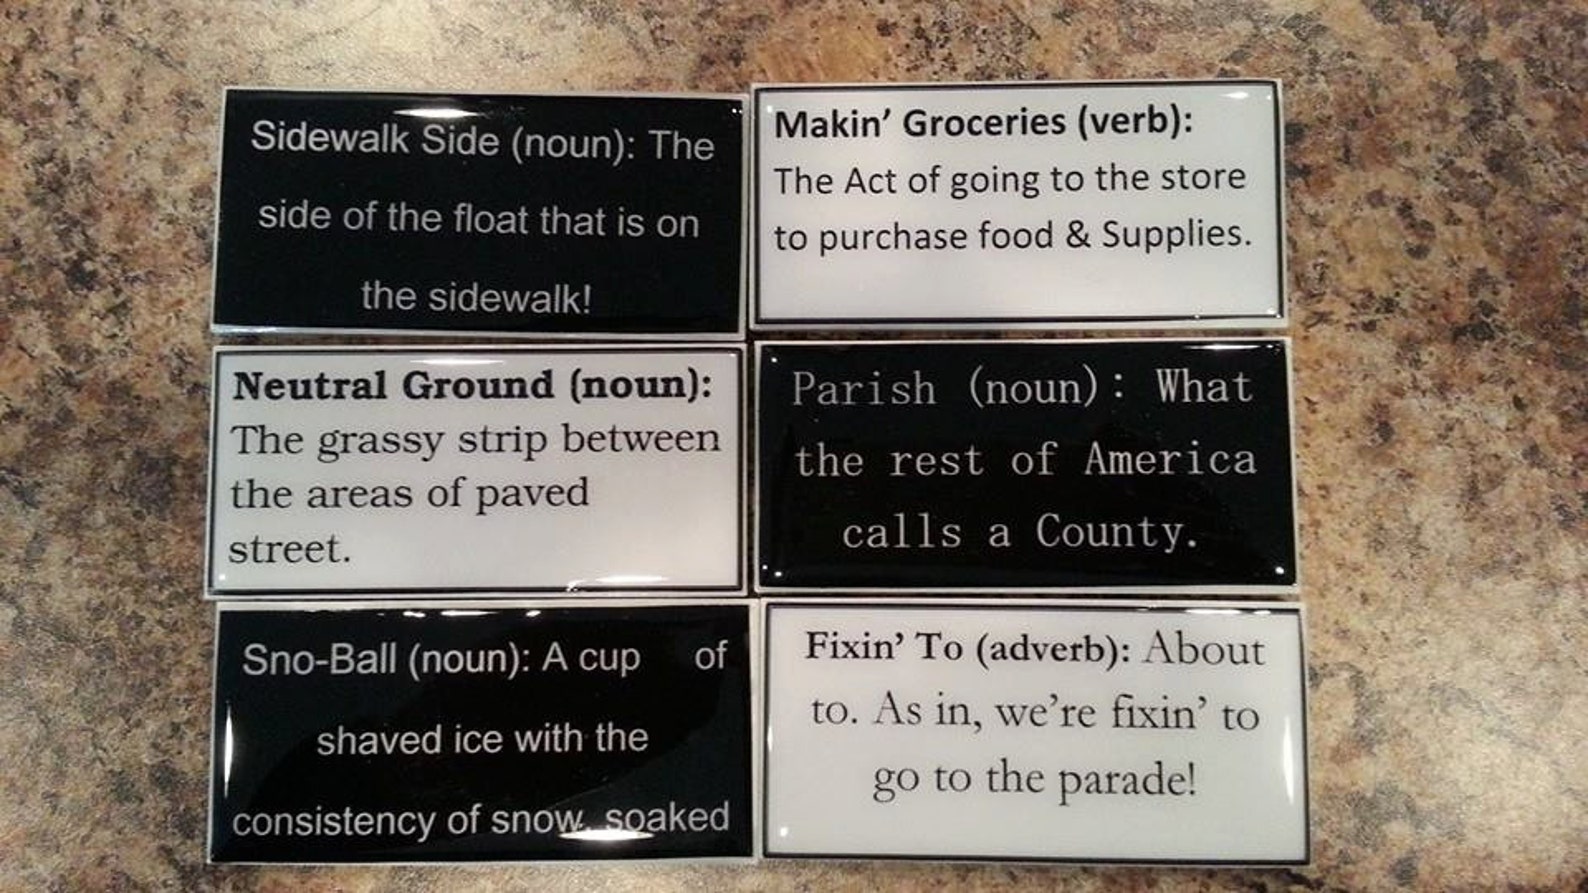 Sidewalk Side (noun): The
side of the float that is on
the sidewalk!
Makin' Groceries (verb):
The Act of going to the store
to purchase food & Supplies.
Neutral Ground (noun):
The grassy strip between
the areas of paved
street.
Parish (noun): What
the rest of America
calls a County.
Sno-Ball (noun): A cup of
shaved ice with the
consistency of snow, soaked
Fixin' To (adverb): About
to. As in, we're fixin' to
go to the parade!